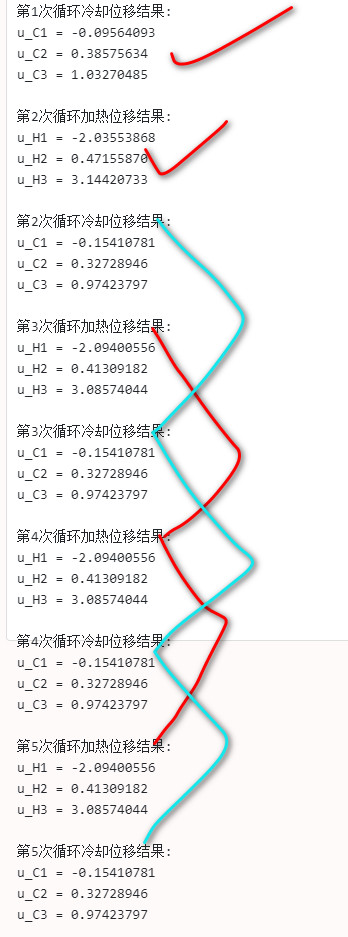 第1次循环冷却位移结果:
u_C1 = -0.09564093
u_C2 = 0.38575634
u_C3 = 1.03270485
第2次循环加热位移结果:
u_H1 = -2.03553868
u_H2 = 0.47155870
u_H3 = 3.14420733
第2次循环冷却位移结果:
u_C1 = -0.15410781
u_C2 = 0.32728946
u_C3 = 0.97423797
第3次循环加热位移结果:
u_H1 = -2.09400556
u_H2 = 0.41309182
u_H3 = 3.08574044
第3次循环冷却位移结果:
u_C1 = -0.15410781
u_C2 = 0.32728946
u_C3 = 0.97423797
第4次循环加热位移结果:
u_H1 = -2.09400556
u_H2 = 0.41309182
u_H3 = 3.08574044
第4次循环冷却位移结果:
u_C1 = -0.15410781
u_C2 = 0.32728946
u_C3 = 0.97423797
第5次循环加热位移结果:
u_H1 = -2.09400556
u_H2 = 0.41309182
u_H3 = 3.08574044
第5次循环冷却位移结果:
u_C1 = -0.15410781
u_C2 = 0.32728946
u_C3 = 0.97423797